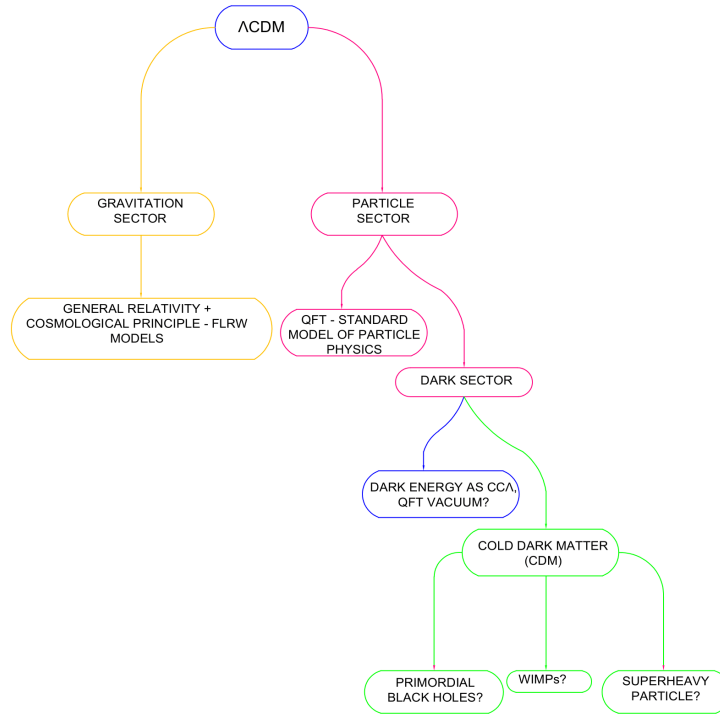 ΛCDM
GRAVITATION
SECTOR
PARTICLE
SECTOR
GENERAL RELATIVITY +
COSMOLOGICAL PRINCIPLE - FLRW
MODELS
QFT - STANDARD
MODEL OF PARTICLE
PHYSICS
DARK SECTOR
DARK ENERGY AS CCΛ,
QFT VACUUM?
COLD DARK MATTER
(CDM)
PRIMORDIAL
BLACK HOLES?
WIMPs?
SUPERHEAVY
PARTICLE?